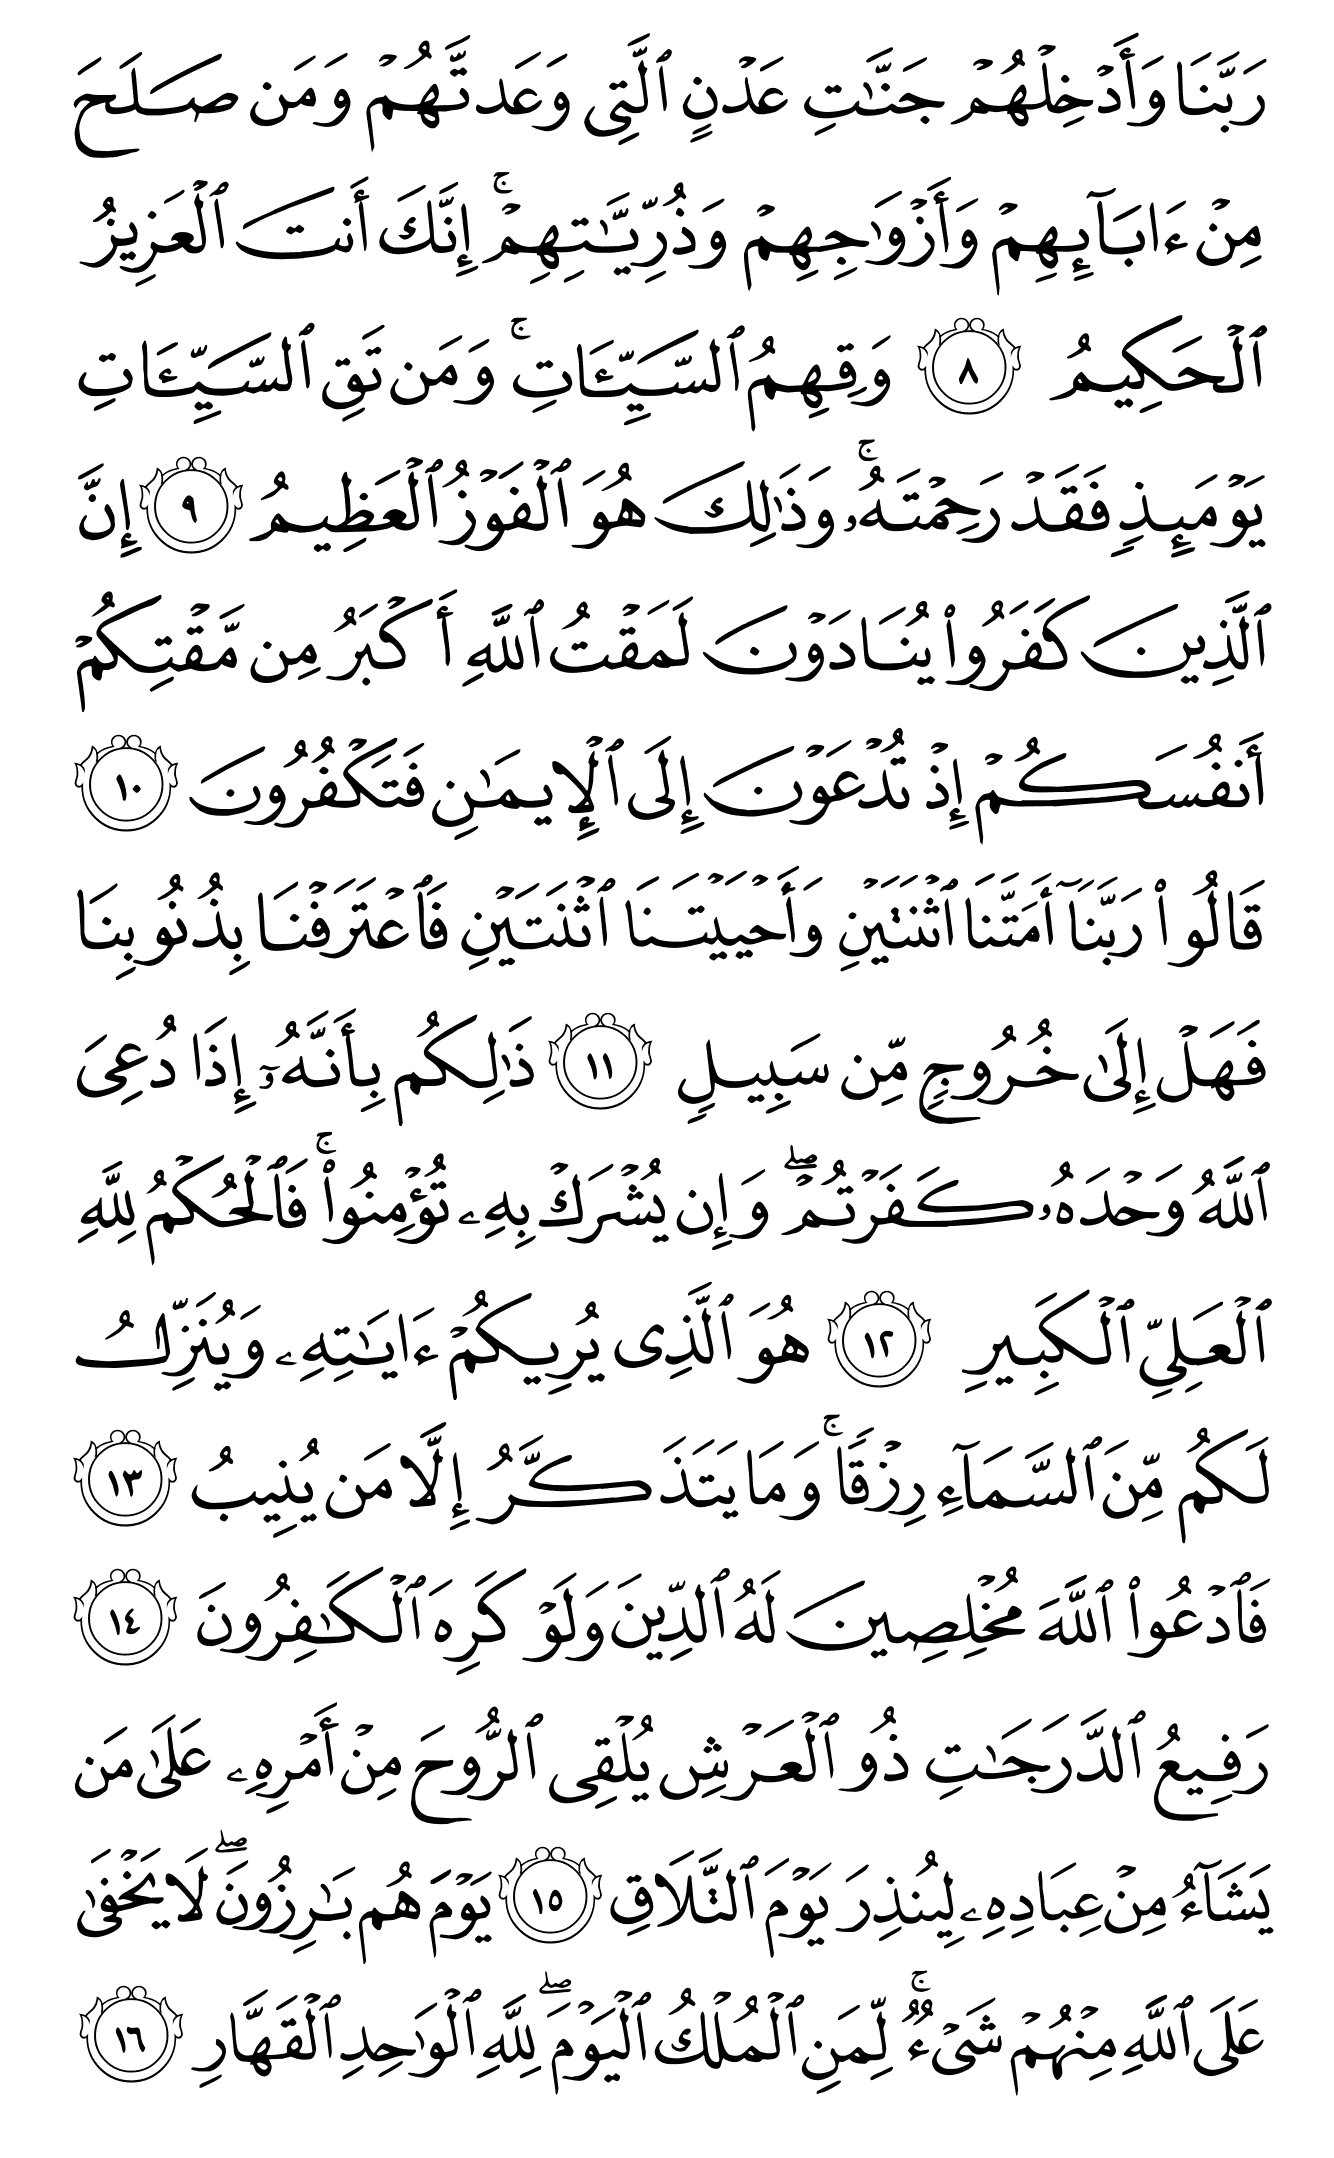 رَبَّنَا وَأَدۡخِلۡهُمۡ جَنَّٰتِ عَدۡنٍ ٱلَّتِي وَعَدتَّهُمۡ وَمَن صَلَحَ
مِنۡ ءَابَآئِهِمۡ وَأَزۡوَٰجِهِمۡ وَذُرِّيَّٰتِهِمۡۚ إِنَّكَ أَنتَ ٱلۡعَزِيزُ
ٱلۡحَكِيمُ ٨ وَقِهِمُ ٱلسَّيِّـَٔاتِۚ وَمَن تَقِ ٱلسَّيِّـَٔاتِ
يَوۡمَئِذٖ فَقَدۡ رَحِمۡتَهُۥۚ وَذَٰلِكَ هُوَ ٱلۡفَوۡزُ ٱلۡعَظِيمُ ٩ إِنَّ
ٱلَّذِينَ كَفَرُواْ يُنَادَوۡنَ لَمَقۡتُ ٱللَّهِ أَكۡبَرُ مِن مَّقۡتِكُمۡ
أَنفُسَكُمۡ إِذۡ تُدۡعَوۡنَ إِلَى ٱلۡإِيمَٰنِ فَتَكۡفُرُونَ ١٠
قَالُواْ رَبَّنَآ أَمَتَّنَا ٱثۡنَتَيۡنِ وَأَحۡيَيۡتَنَا ٱثۡنَتَيۡنِ فَٱعۡتَرَفۡنَا بِذُنُوبِنَا
فَهَلۡ إِلَىٰ خُرُوجٖ مِّن سَبِيلٖ ١١ ذَٰلِكُم بِأَنَّهُۥٓ إِذَا دُعِيَ
ٱللَّهُ وَحۡدَهُۥ كَفَرۡتُمۡۖ وَإِن يُشۡرَكۡ بِهِۦ تُؤۡمِنُواْۚ فَٱلۡحُكۡمُ لِلَّهِ
ٱلۡعَلِيِّ ٱلۡكَبِيرِ ١٢ هُوَ ٱلَّذِي يُرِيكُمۡ ءَايَٰتِهِۦ وَيُنَزِّلُ
لَكُم مِّنَ ٱلسَّمَآءِ رِزۡقٗاۚ وَمَا يَتَذَكَّرُ إِلَّا مَن يُنِيبُ ١٣
فَٱدۡعُواْ ٱللَّهَ مُخۡلِصِينَ لَهُ ٱلدِّينَ وَلَوۡ كَرِهَ ٱلۡكَٰفِرُونَ ١٤
رَفِيعُ ٱلدَّرَجَٰتِ ذُو ٱلۡعَرۡشِ يُلۡقِي ٱلرُّوحَ مِنۡ أَمۡرِهِۦ عَلَىٰ مَن
يَشَآءُ مِنۡ عِبَادِهِۦ لِيُنذِرَ يَوۡمَ ٱلتَّلَاقِ ١٥ يَوۡمَ هُم بَٰرِزُونَۖ لَا يَخۡفَىٰ
عَلَى ٱللَّهِ مِنۡهُمۡ شَيۡءٞۚ لِّمَنِ ٱلۡمُلۡكُ ٱلۡيَوۡمَۖ لِلَّهِ ٱلۡوَٰحِدِ ٱلۡقَهَّارِ ١٦